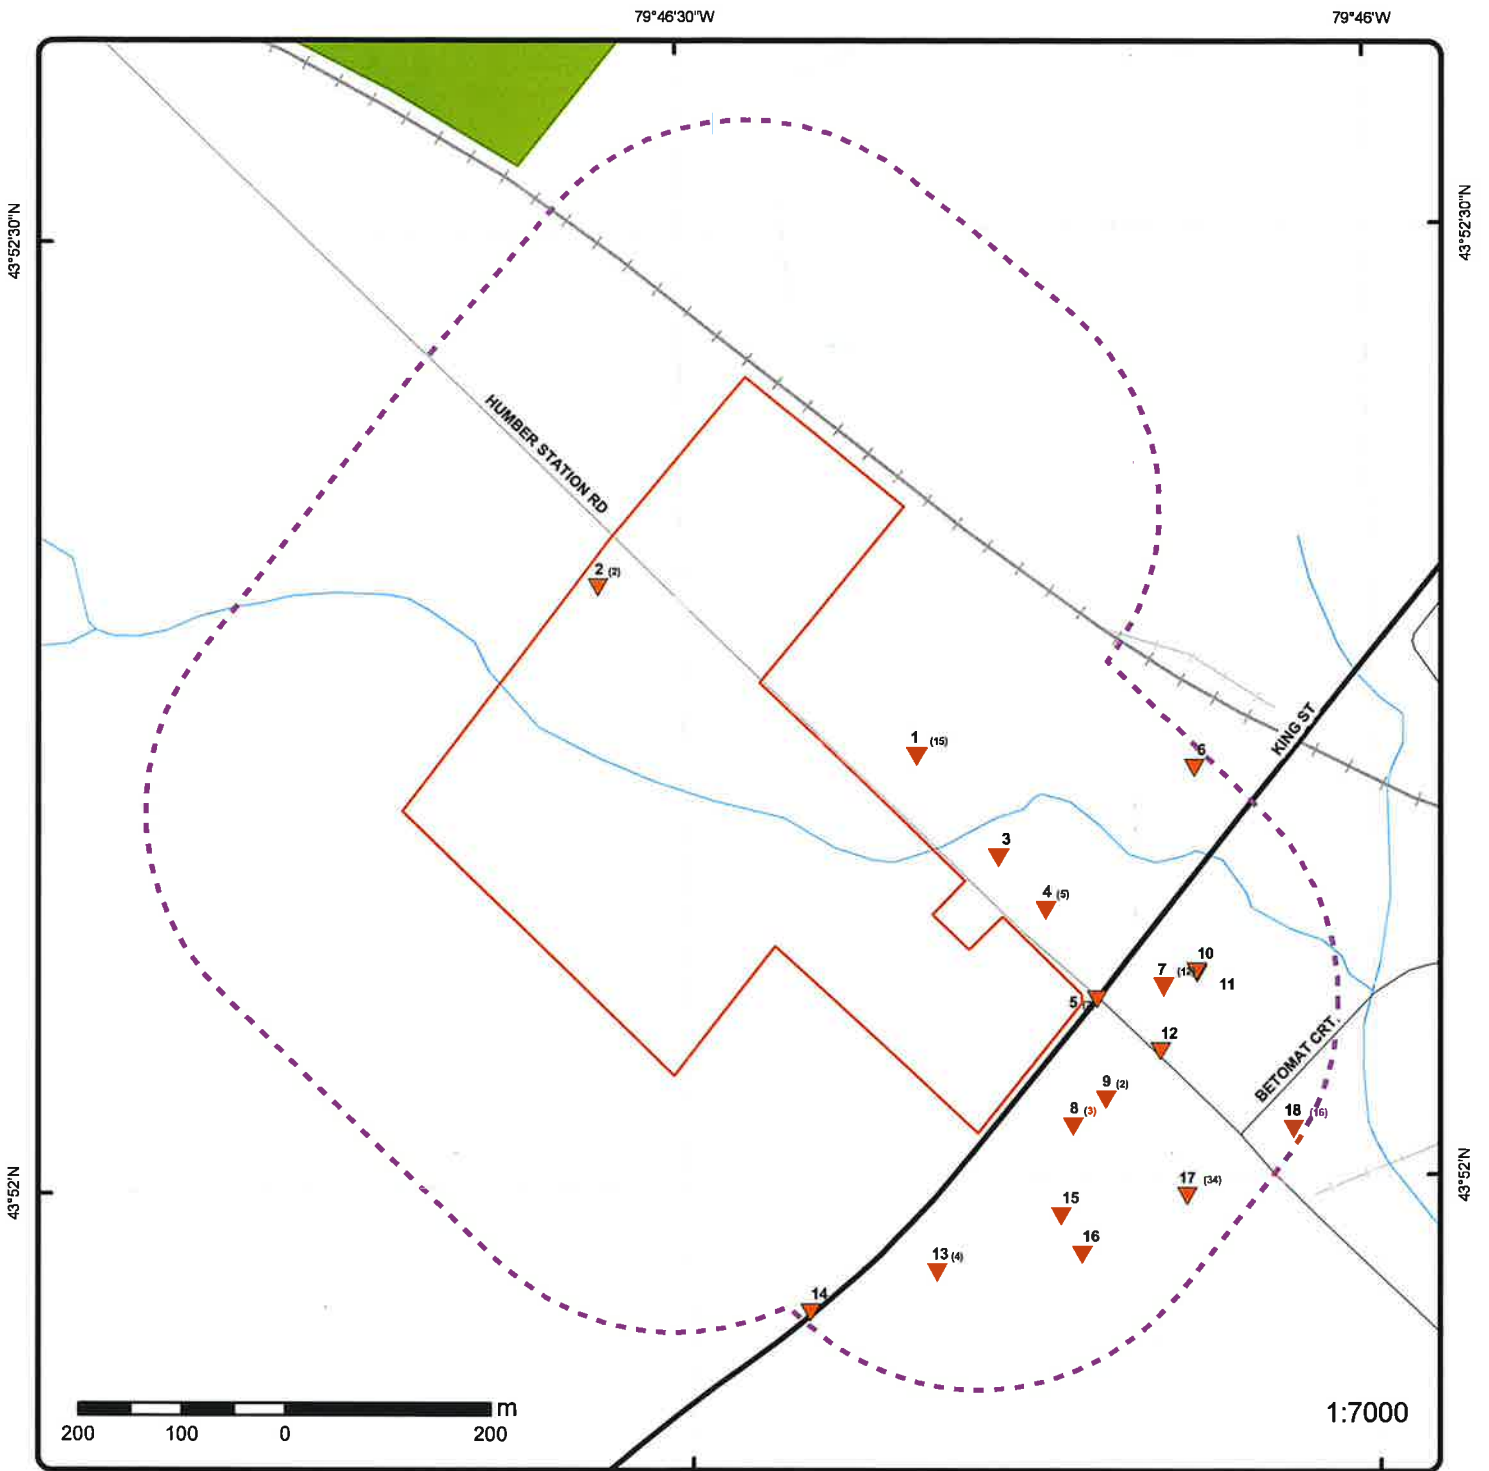 79°46'30"W
79°46'W
43°52'30"N
43°52'30"N
HUMBER STATION RD
2 (2)
KING ST
1 (15)
6
3
4 (5)
10
7
11
5
12
BETOMAT CRT.
9 (2)
8 (3)
18 (16)
43°52'N
43°52'N
17 (34)
15
16
13 (4)
14
m
200 100 0 200
1:7000